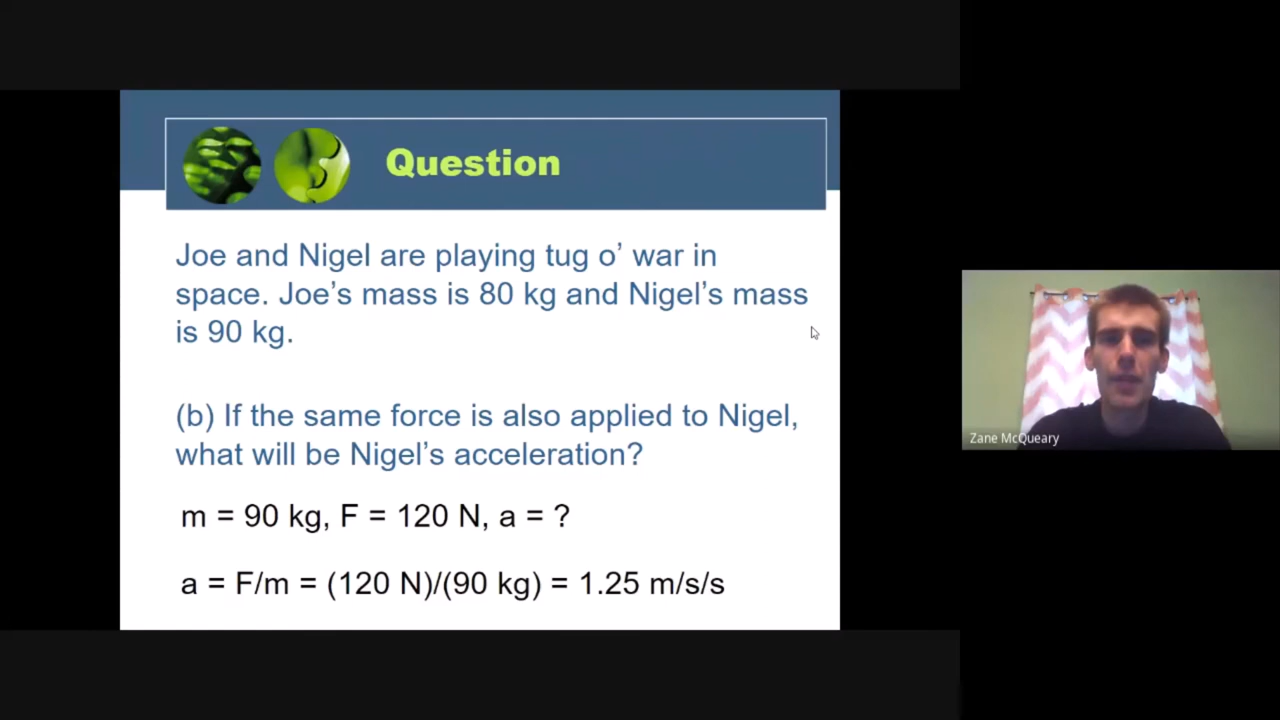 Question
Joe and Nigel are playing tug o’ war in
space. Joe’s mass is 80 kg and Nigel’s mass
is 90 kg.
(b) If the same force is also applied to Nigel,
what will be Nigel’s acceleration?
m = 90 kg, F = 120 N, a = ?
a = F/m = (120 N)/(90 kg) = 1.25 m/s/s
Zane McQueary